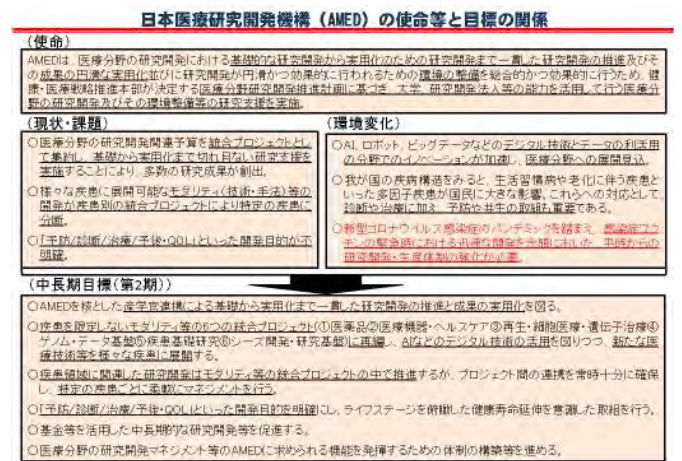 日本医療研究開発機構（AMED）の使命等と目標の関係
(使命)
AMEDは、医療分野の研究開発における基礎的な研究開発から実用化のための研究開発まで一貫した研究開発の推進及びそ
の成果の円滑な実用化並びに研究開発が円滑かつ効果的に行われるための環境の整備を総合的かつ効果的に行うため、健
康・医療戦略推進本部が決定する医療分野研究開発推進計画に基づき、大学、研究開発法人等の能力を活用して行う医療分
野の研究開発及びその環境整備等の研究支援を実施。
(現状・課題)
○医療分野の研究開発関連予算を統合プロジェクトとし
て集約し、基礎から実用化まで切れ目ない研究支援を
実施することにより、多数の研究成果が創出。
○様々な疾患に展開可能なモダリティ(技術・手法)等の
開発が疾患別の統合プロジェクトにより特定の疾患に
分断。
○「予防/診断/治療/予後・QOL」といった開発目的が不
明確。
(環境変化)
○AI、ロボット、ビッグデータなどのデジタル技術とデータの利活用
の分野でのイノベーションが加速し、医療分野への展開見込。
○我が国の疾病構造をみると、生活習慣病や老化に伴う疾患と
いった多因子疾患が国民に大きな影響。これらへの対応として、
診断や治療に加え、予防や共生の取組も重要である。
○新型コロナウイルス感染症のパンデミックを踏まえ、感染症ワク
チンの緊急時における迅速な開発を念頭においた、平時からの
研究開発・生産体制の強化が必要。
(中長期目標(第2期))
○AMEDを核とした産学官連携による基礎から実用化まで一貫した研究開発の推進と成果の実用化を図る。
○疾患を限定しないモダリティ等の6つの統合プロジェクト(①医薬品②医療機器・ヘルスケア③再生・細胞医療・遺伝子治療④
ゲノム・データ基盤⑤疾患基礎研究⑥シーズ開発・研究基盤)に再編し、AIなどのデジタル技術の活用を図りつつ、新たな医
療技術等を様々な疾患に展開する。
○疾患領域に関連した研究開発はモダリティ等の統合プロジェクトの中で推進するが、プロジェクト間の連携を常時十分に確保
し、特定の疾患ごとに柔軟にマネジメントを行う。
○「予防/診断/治療/予後・QOL」といった開発目的を明確にし、ライフステージを俯瞰した健康寿命延伸を意識した取組を行う。
○基金等を活用した中長期的な研究開発等を促進する。
○医療分野の研究開発マネジメント等のAMEDに求められる機能を発揮するための体制の構築等を進める。